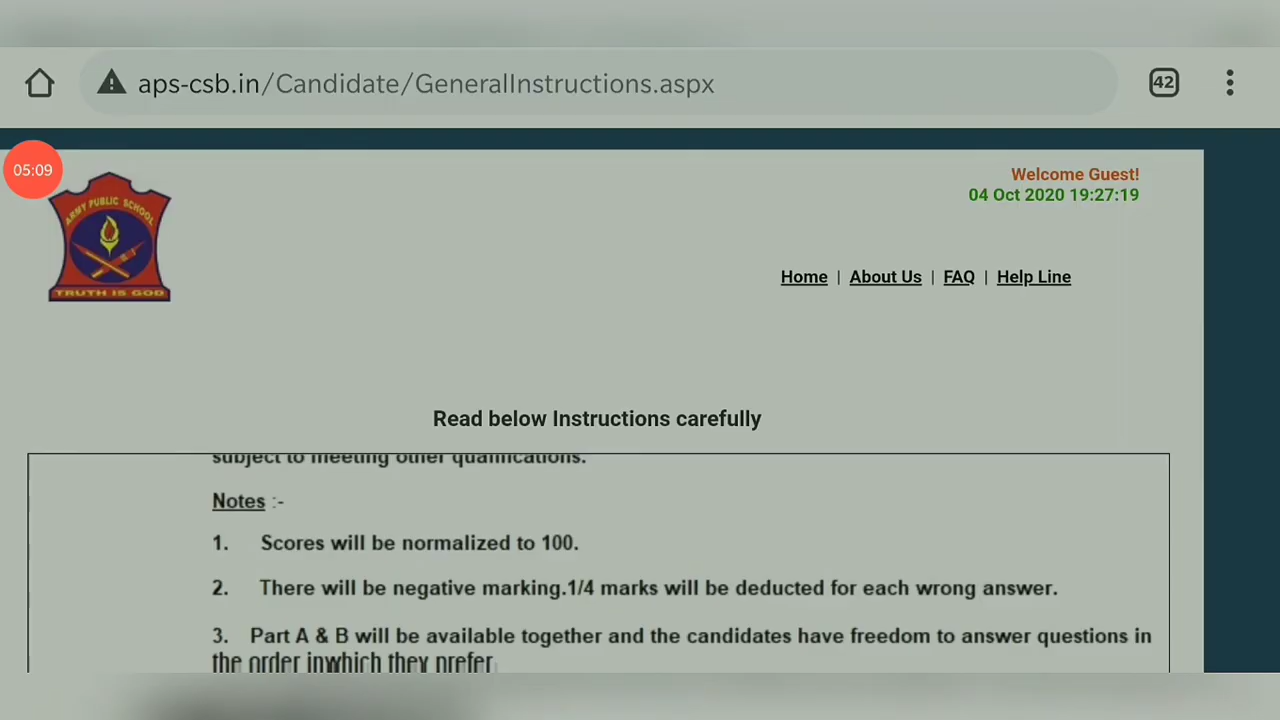 aps-csb.in/Candidate/GeneralInstructions.aspx
42
05:09
ARMY PUBLIC SCHOOL
TRUTH IS GOD
Welcome Guest!
04 Oct 2020 19:27:19
Home | About Us | FAQ | Help Line
Read below Instructions carefully
subject to meeting other qualifications.
Notes :-
1. Scores will be normalized to 100.
2. There will be negative marking.1/4 marks will be deducted for each wrong answer.
3. Part A & B will be available together and the candidates have freedom to answer questions in
the order inwhich they prefer